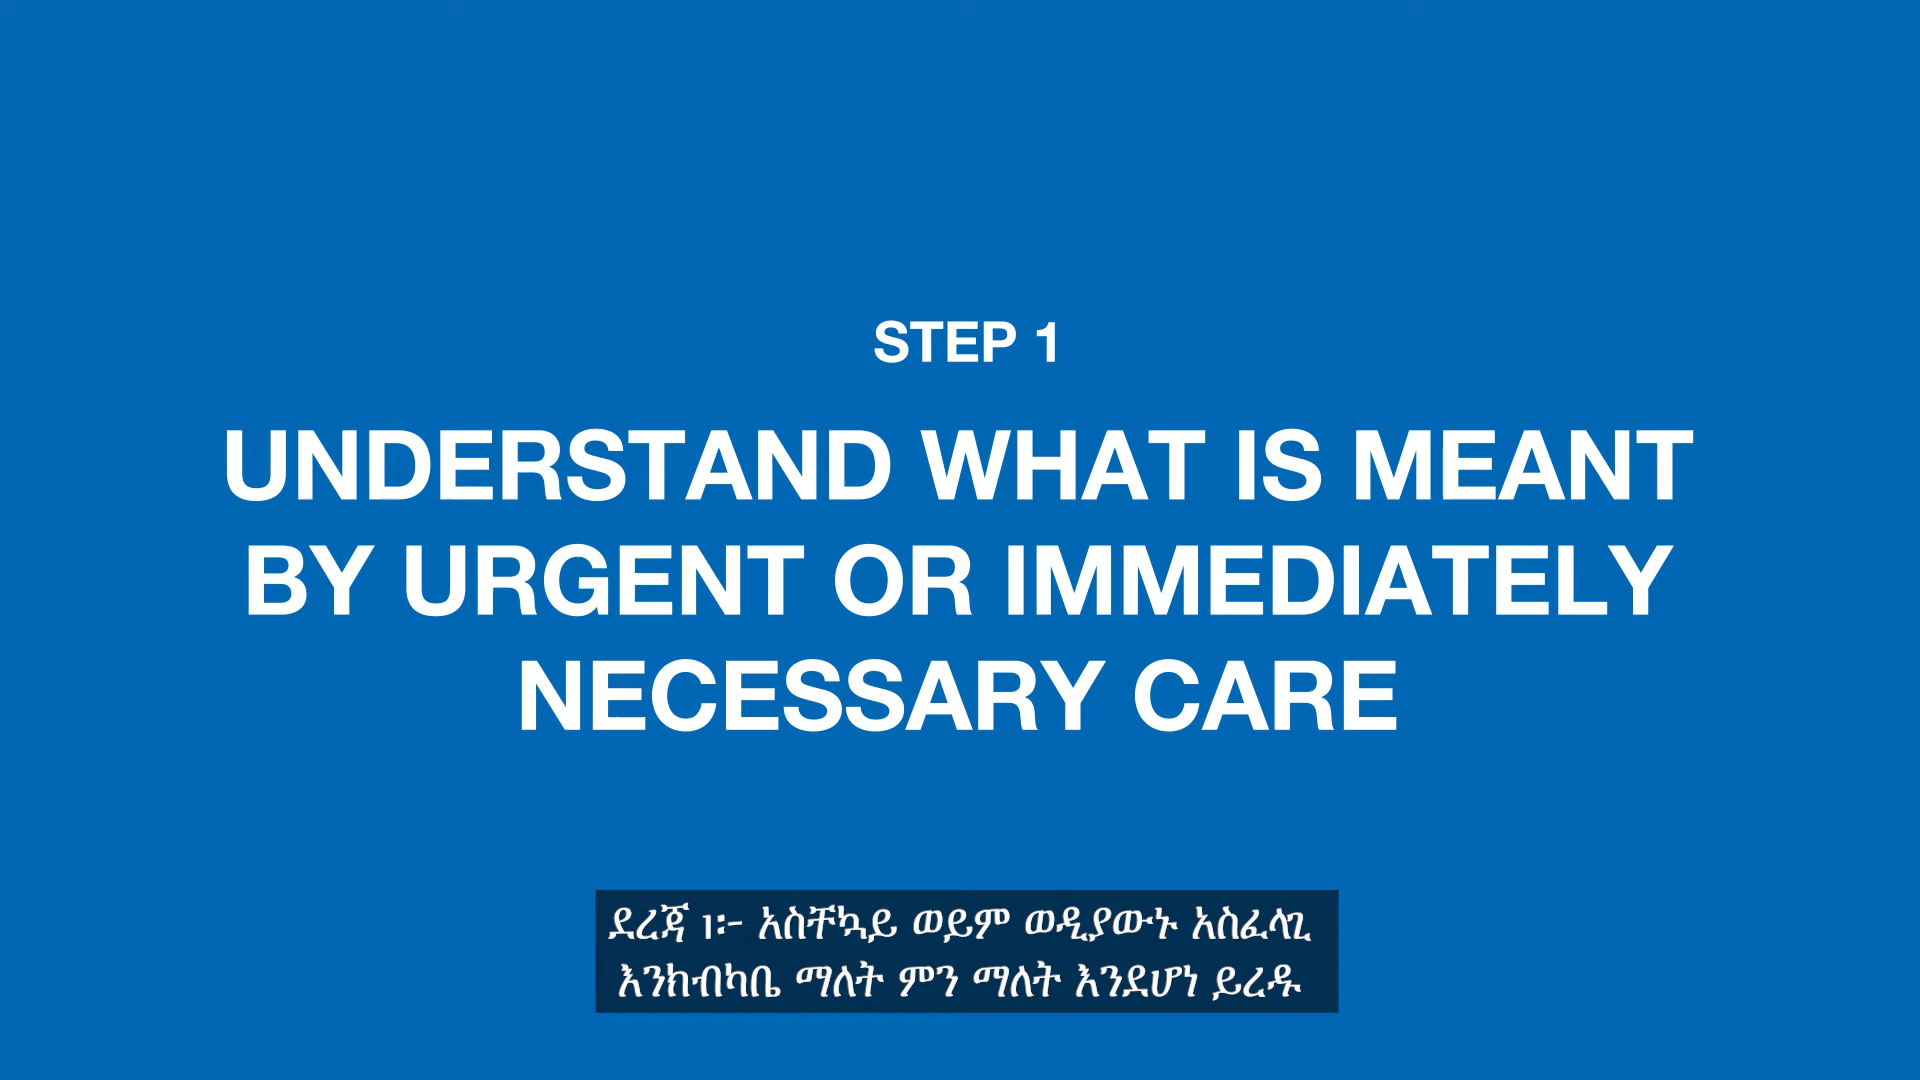 STEP 1
UNDERSTAND WHAT IS MEANT
BY URGENT OR IMMEDIATELY
NECESSARY CARE
ደረጃ ፩፦ አስቸኳይ ወይም ወዲያውኑ አስፈላጊ
እንክብካቤ ማለት ምን ማለት እንደሆነ ይረዱ